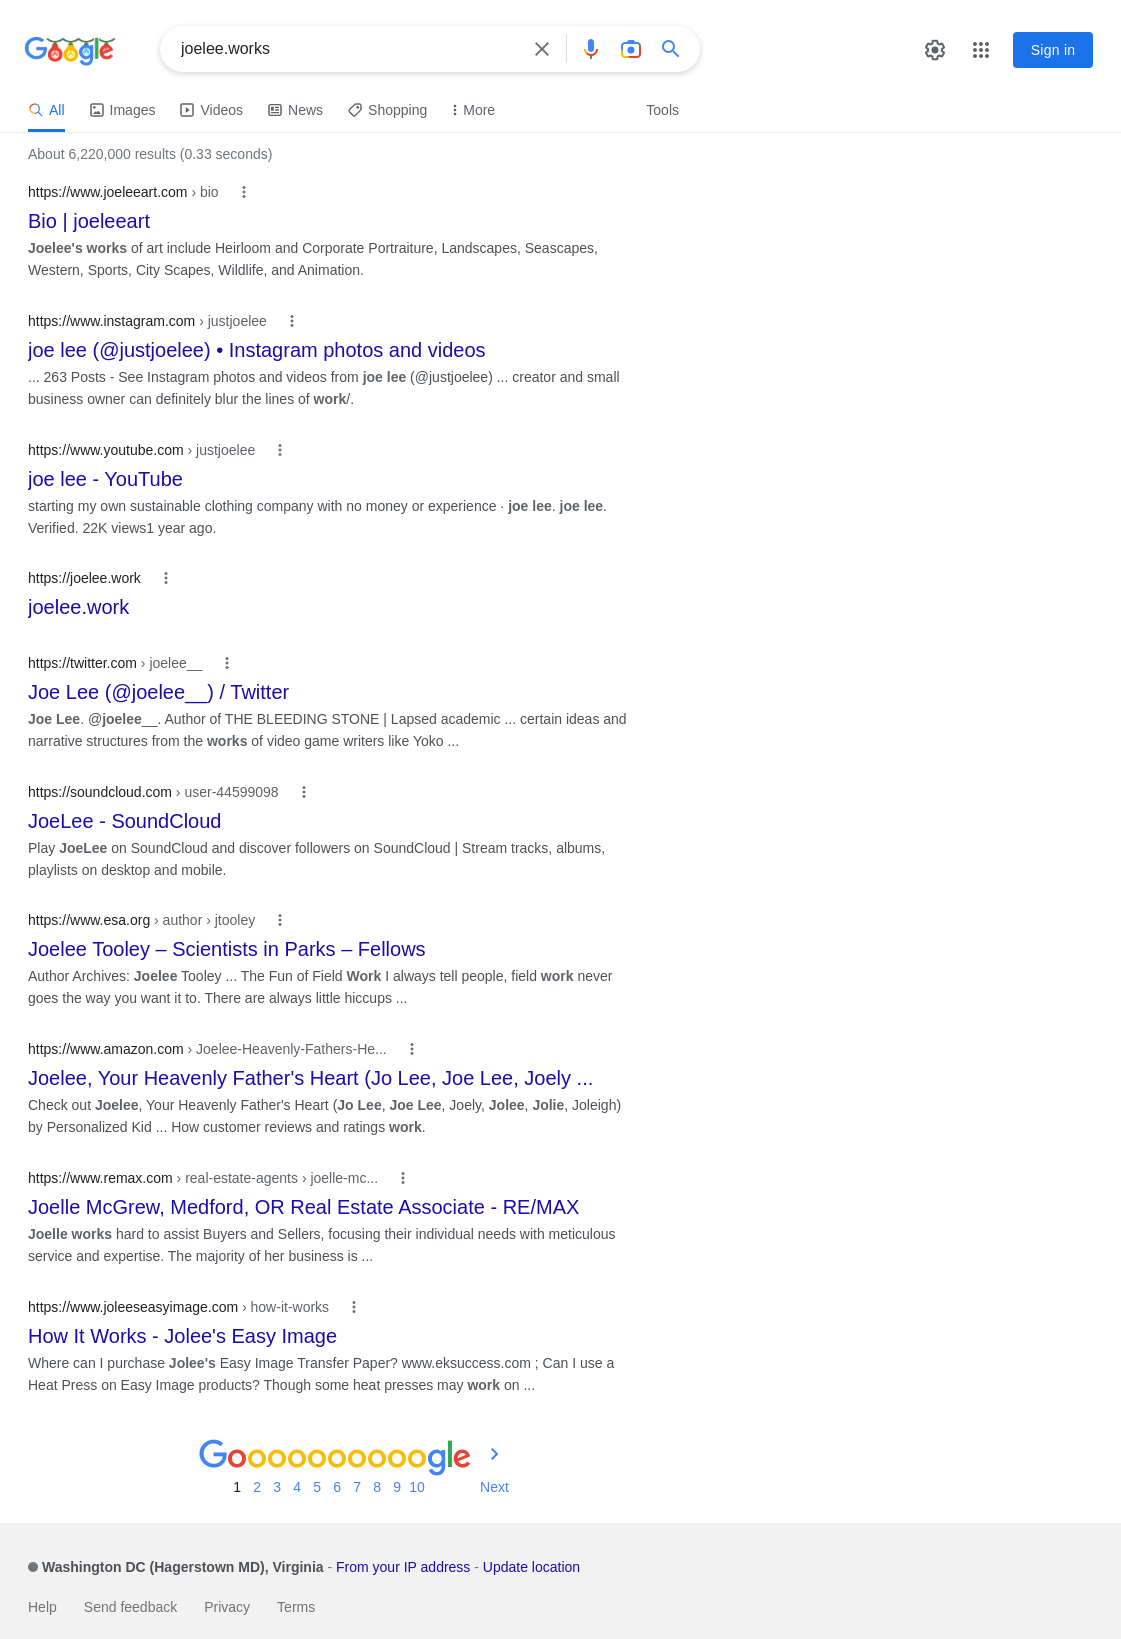 Google
joelee.works
Sign in
All Images Videos News Shopping More Tools
About 6,220,000 results (0.33 seconds)
https://www.joeleeart.com › bio
Bio | joeleeart
Joelee's works of art include Heirloom and Corporate Portraiture, Landscapes, Seascapes,
Western, Sports, City Scapes, Wildlife, and Animation.
https://www.instagram.com › justjoelee
joe lee (@justjoelee) • Instagram photos and videos
... 263 Posts - See Instagram photos and videos from joe lee (@justjoelee) ... creator and small
business owner can definitely blur the lines of work/.
https://www.youtube.com › justjoelee
joe lee - YouTube
starting my own sustainable clothing company with no money or experience · joe lee. joe lee.
Verified. 22K views1 year ago.
https://joelee.work
joelee.work
https://twitter.com › joelee__
Joe Lee (@joelee__) / Twitter
Joe Lee. @joelee__. Author of THE BLEEDING STONE | Lapsed academic ... certain ideas and
narrative structures from the works of video game writers like Yoko ...
https://soundcloud.com › user-44599098
JoeLee - SoundCloud
Play JoeLee on SoundCloud and discover followers on SoundCloud | Stream tracks, albums,
playlists on desktop and mobile.
https://www.esa.org › author › jtooley
Joelee Tooley – Scientists in Parks – Fellows
Author Archives: Joelee Tooley ... The Fun of Field Work I always tell people, field work never
goes the way you want it to. There are always little hiccups ...
https://www.amazon.com › Joelee-Heavenly-Fathers-He...
Joelee, Your Heavenly Father's Heart (Jo Lee, Joe Lee, Joely ...
Check out Joelee, Your Heavenly Father's Heart (Jo Lee, Joe Lee, Joely, Jolee, Jolie, Joleigh)
by Personalized Kid ... How customer reviews and ratings work.
https://www.remax.com › real-estate-agents › joelle-mc...
Joelle McGrew, Medford, OR Real Estate Associate - RE/MAX
Joelle works hard to assist Buyers and Sellers, focusing their individual needs with meticulous
service and expertise. The majority of her business is ...
https://www.joleeseasyimage.com › how-it-works
How It Works - Jolee's Easy Image
Where can I purchase Jolee's Easy Image Transfer Paper? www.eksuccess.com ; Can I use a
Heat Press on Easy Image products? Though some heat presses may work on ...
Goooooooooogle
1 2 3 4 5 6 7 8 9 10 Next
Washington DC (Hagerstown MD), Virginia - From your IP address - Update location
Help Send feedback Privacy Terms